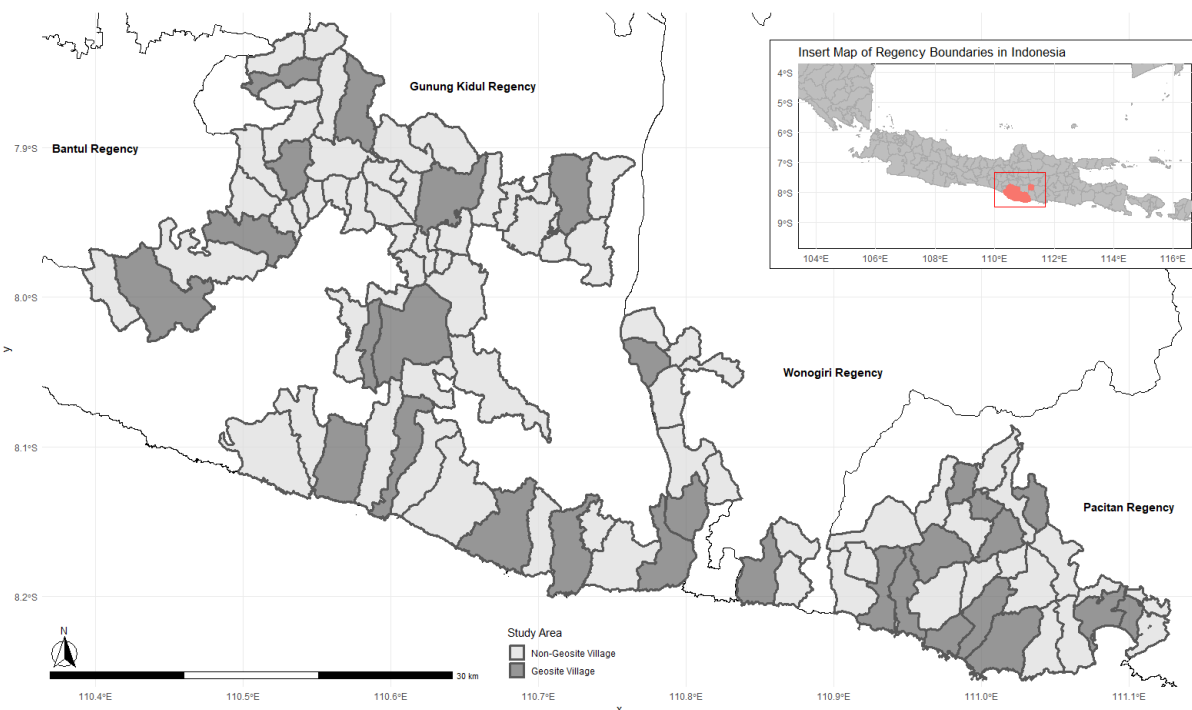 Insert Map of Regency Boundaries in Indonesia
4°S
5°S
6°S
7°S
8°S
9°S
104°E 106°E 108°E 110°E 112°E 114°E 116°E
Gunung Kidul Regency
Bantul Regency
Wonogiri Regency
Pacitan Regency
7.9°S
8.0°S
8.1°S
8.2°S
y
N
30 km
Study Area
Non-Geosite Village
Geosite Village
110.4°E 110.5°E 110.6°E 110.7°E 110.8°E 110.9°E 111.0°E 111.1°E
x